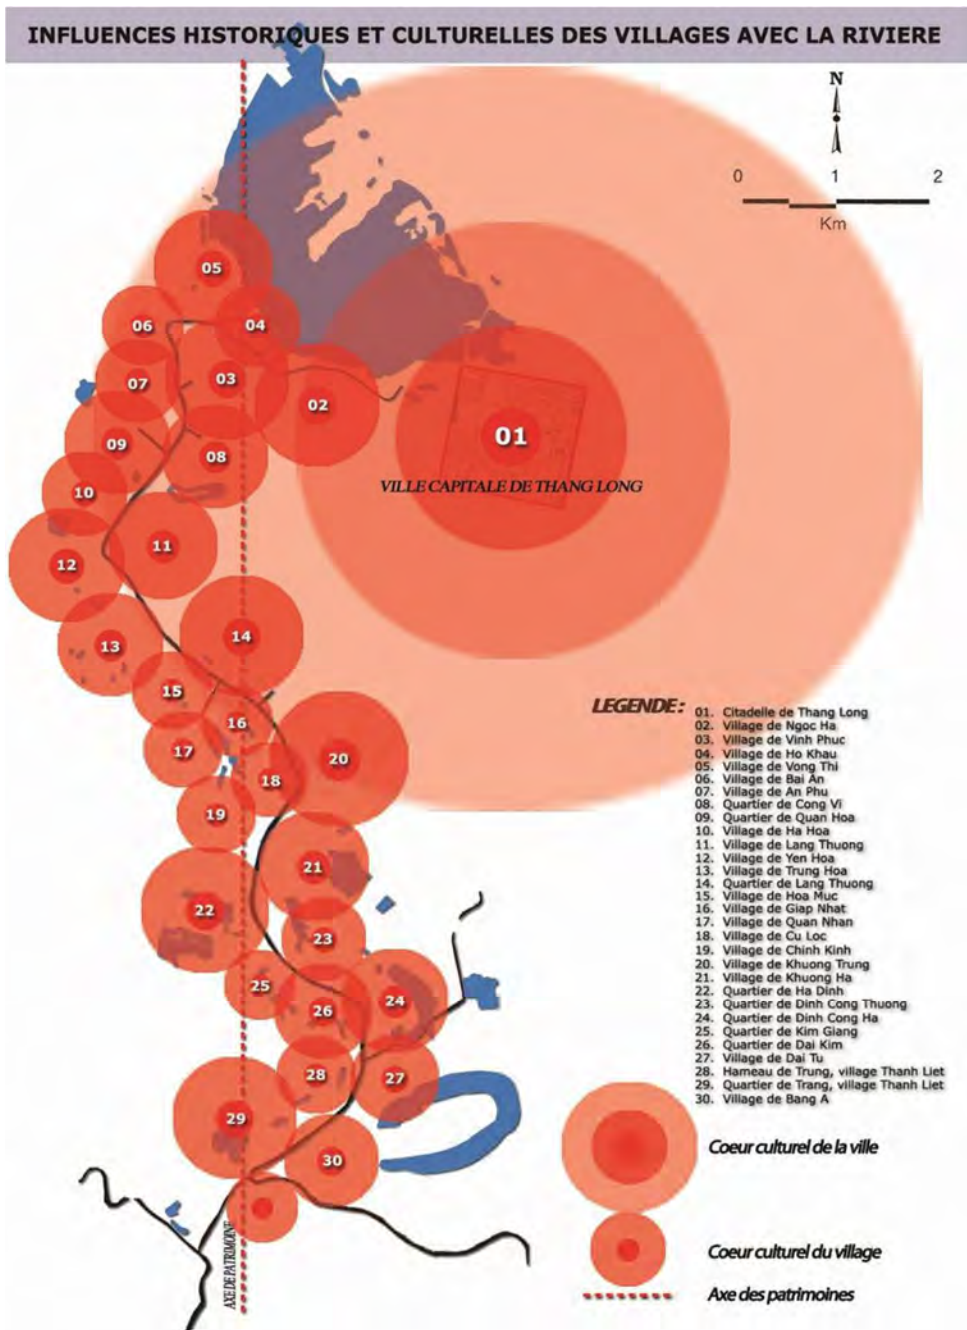 INFLUENCES HISTORIQUES ET CULTURELLES DES VILLAGES AVEC LA RIVIERE
N
0 1 2
Km
05
06
04
07
03
02
09
08
01
VILLE CAPITALE DE THANG LONG
10
11
12
13
14
15
16
17
18
20
19
21
22
23
25
24
26
28
27
29
30
AXE DE PATRIMOINE
LEGENDE :
01. Citadelle de Thang Long
02. Village de Ngoc Ha
03. Village de Vinh Phuc
04. Village de Ho Khau
05. Village de Vong Thi
06. Village de Bai An
07. Village de An Phu
08. Quartier de Cong Vi
09. Quartier de Quan Hoa
10. Village de Ha Hoa
11. Village de Lang Thuong
12. Village de Yen Hoa
13. Village de Trung Hoa
14. Quartier de Lang Thuong
15. Village de Hoa Muc
16. Village de Giap Nhat
17. Village de Quan Nhan
18. Village de Cu Loc
19. Village de Chinh Kinh
20. Village de Khuong Trung
21. Village de Khuong Ha
22. Quartier de Ha Dinh
23. Quartier de Dinh Cong Thuong
24. Quartier de Dinh Cong Ha
25. Quartier de Kim Giang
26. Quartier de Dai Kim
27. Village de Dai Tu
28. Hameau de Trung, village Thanh Liet
29. Quartier de Trang, village Thanh Liet
30. Village de Bang A
Coeur culturel de la ville
Coeur culturel du village
Axe des patrimoines